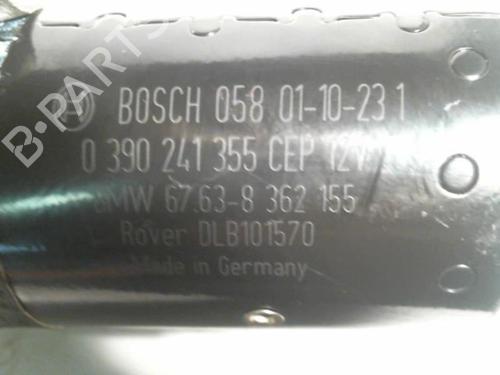 BOSCH 058 01-10-23 1
0 390 241 355 CEP 12V
BMW 67.63-8 362 155
Rover DLB101570
Made in Germany
B-PARTS